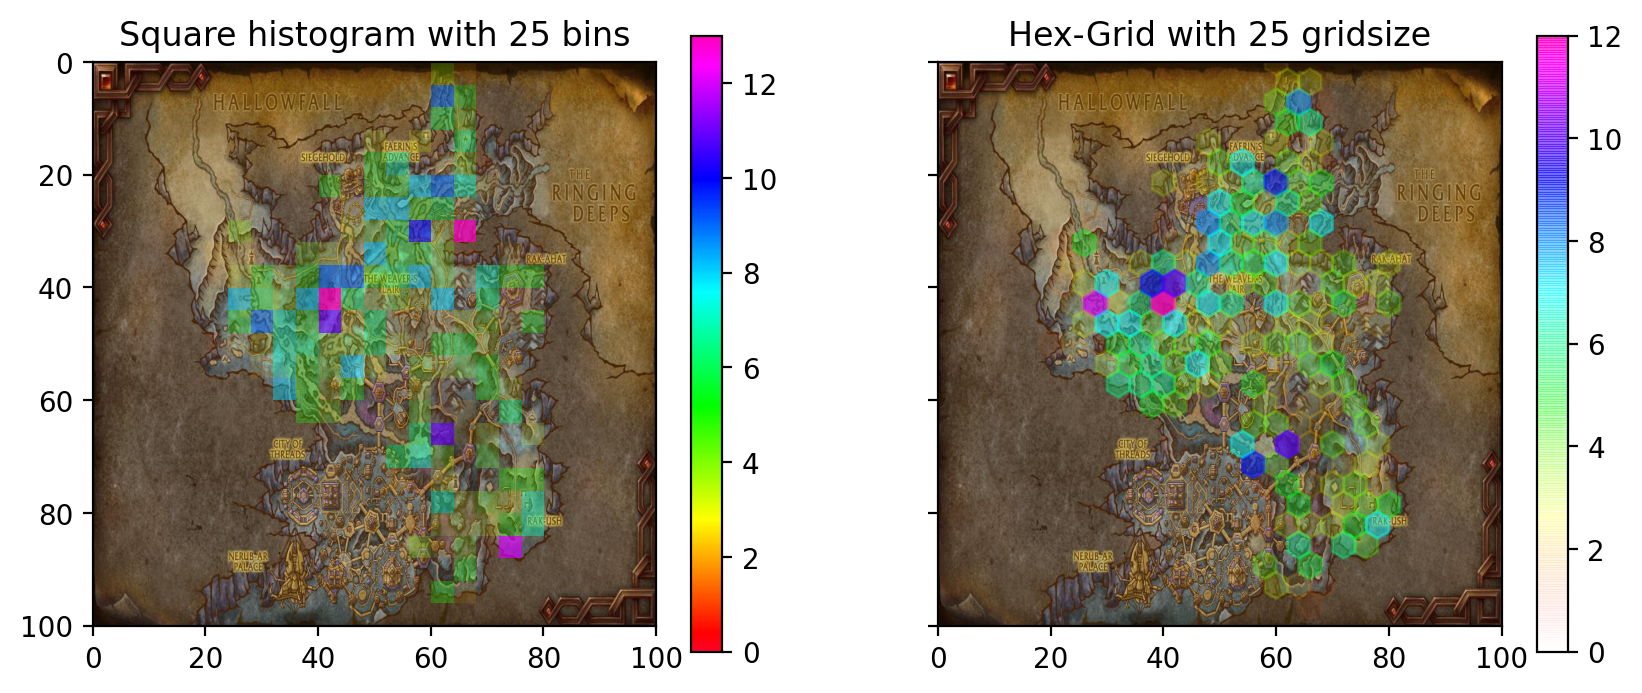 Square histogram with 25 bins
0
20
40
60
80
100
0
20
40
60
80
100
HALLOWFALL
SIEGEHOLD
FAERIN'S
ADVANCE
THE
RINGING
DEEPS
RAK-AHAT
THE WEAVER'S
LAIR
CITY OF
THREADS
RAK-USH
NERUB-AR
PALACE
12
10
8
6
4
2
0
Hex-Grid with 25 gridsize
HALLOWFALL
SIEGEHOLD
FAERIN'S
ADVANCE
THE
RINGING
DEEPS
RAK-AHAT
THE WEAVER'S
LAIR
CITY OF
THREADS
RAK-USH
NERUB-AR
PALACE
0
20
40
60
80
100
12
10
8
6
4
2
0